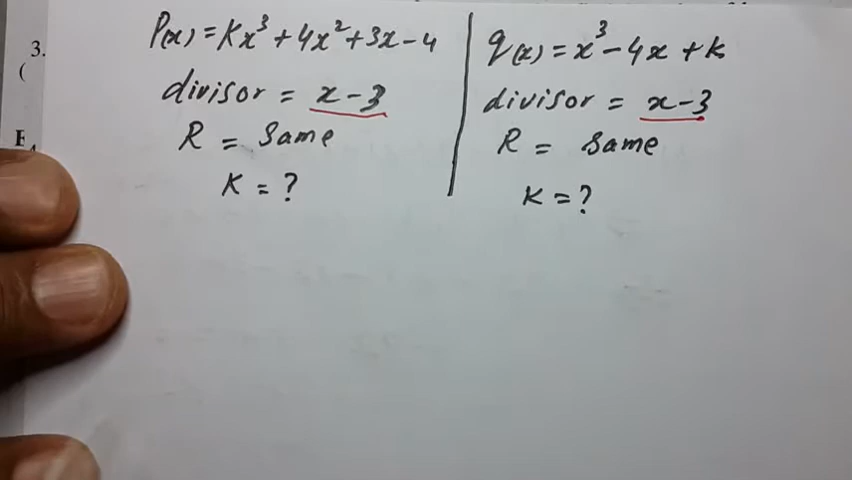 3.
(
P(x) = Kx³ + 4x² + 3x - 4
divisor = x - 3
R = Same
K = ?
q(x) = x³ - 4x + k
divisor = x - 3
R = Same
K = ?